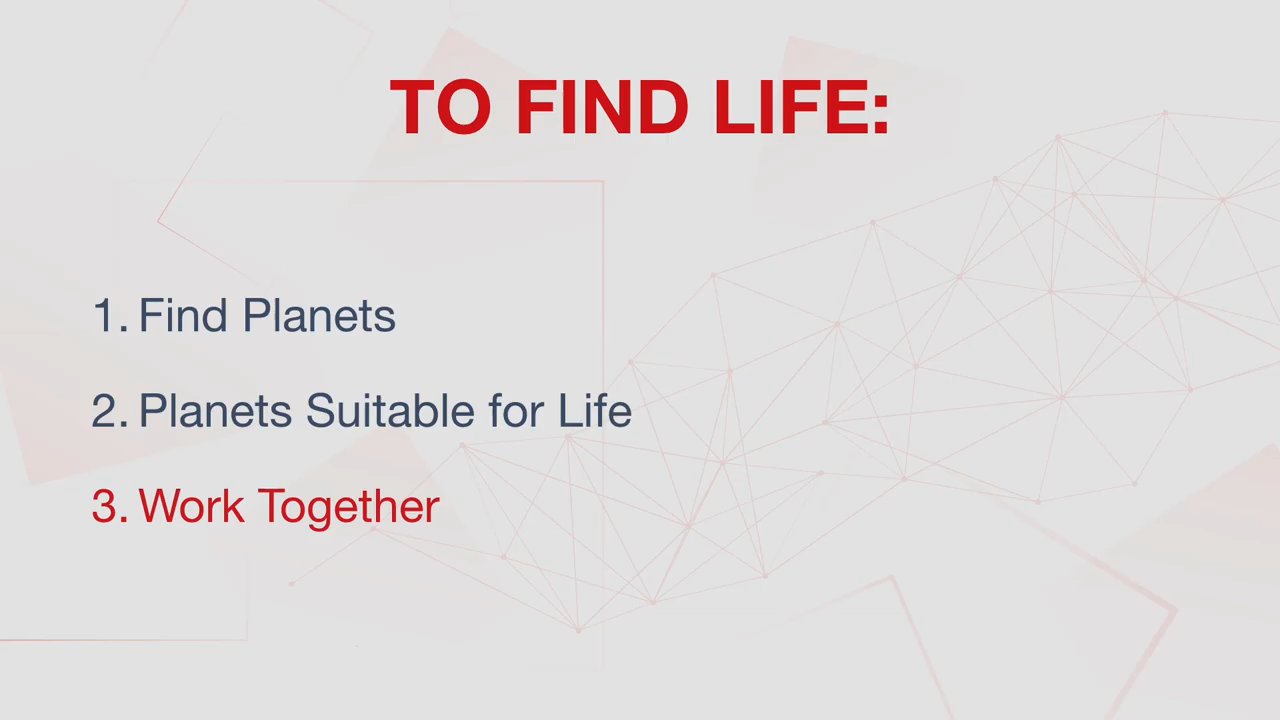 TO FIND LIFE:
1. Find Planets
2. Planets Suitable for Life
3. Work Together